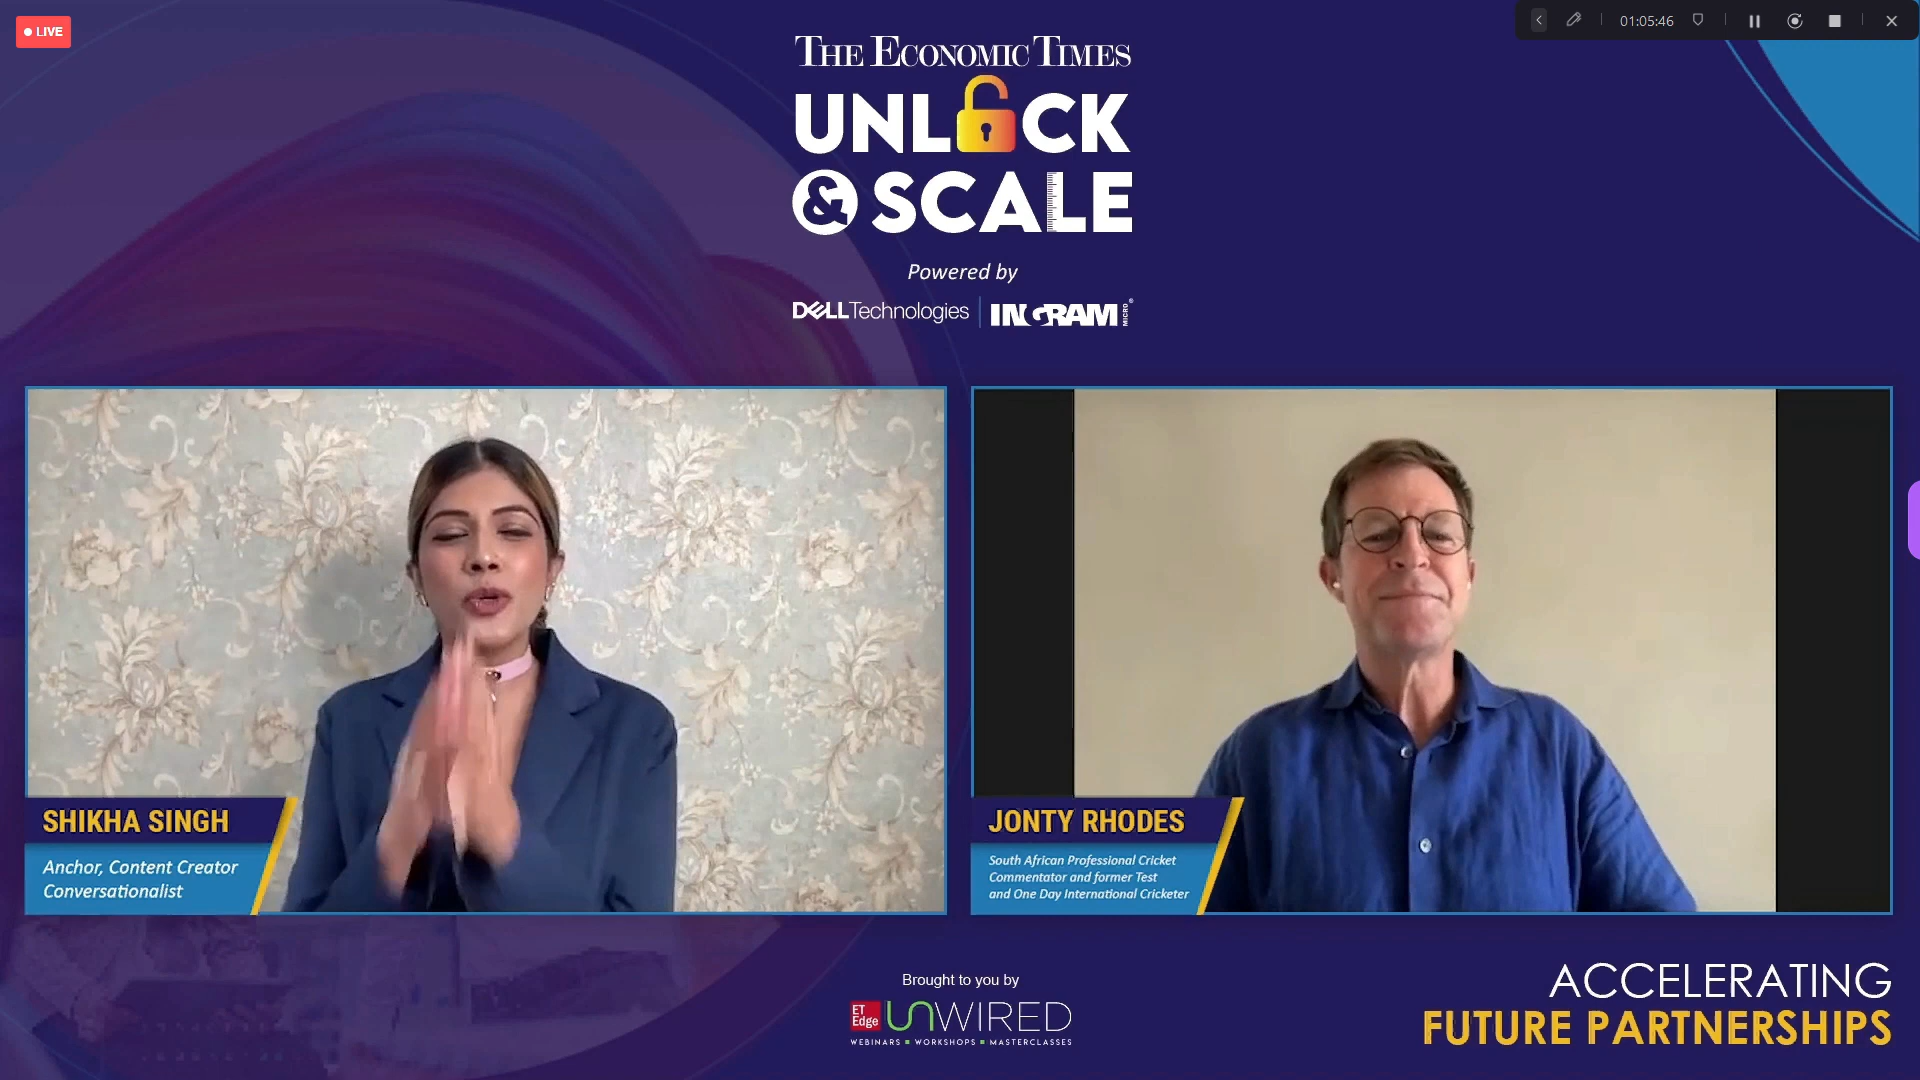 LIVE
01:05:46
THE ECONOMIC TIMES
UNLOCK
& SCALE
Powered by
DELLTechnologies | INGRAM MICRO®
SHIKHA SINGH
Anchor, Content Creator
Conversationalist
JONTY RHODES
South African Professional Cricket
Commentator and former Test
and One Day International Cricketer
Brought to you by
ET Edge UNWIRED
WEBINARS ▪ WORKSHOPS ▪ MASTERCLASSES
ACCELERATING
FUTURE PARTNERSHIPS